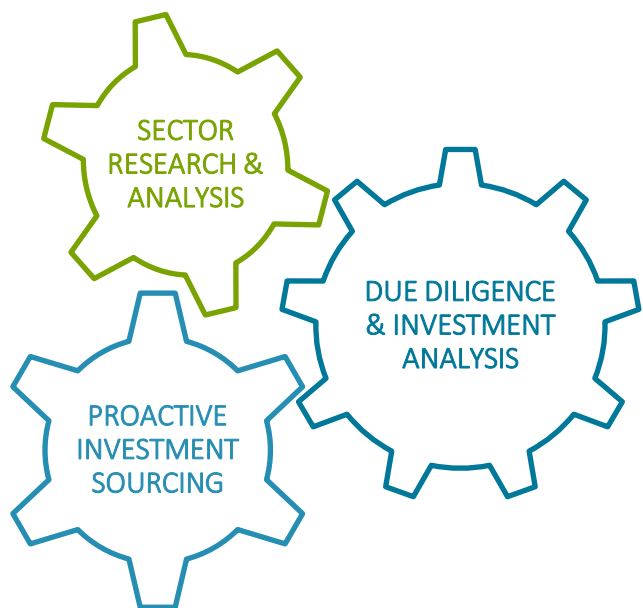 SECTOR
RESEARCH &
ANALYSIS
DUE DILIGENCE
& INVESTMENT
ANALYSIS
PROACTIVE
INVESTMENT
SOURCING